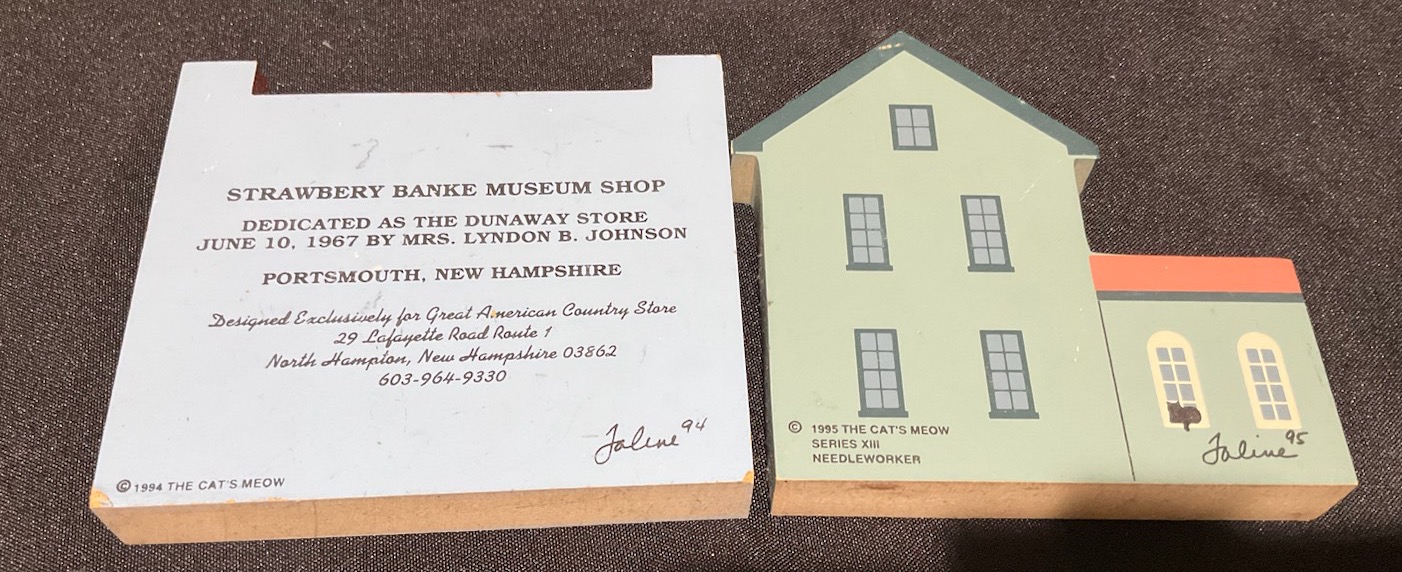 STRAWBERY BANKE MUSEUM SHOP
DEDICATED AS THE DUNAWAY STORE
JUNE 10, 1967 BY MRS. LYNDON B. JOHNSON
PORTSMOUTH, NEW HAMPSHIRE
Designed Exclusively for Great American Country Store
29 Lafayette Road Route 1
North Hampton, New Hampshire 03862
603-964-9330
Faline 94
© 1994 THE CAT'S MEOW
© 1995 THE CAT'S MEOW
SERIES XIII
NEEDLEWORKER
Faline 95